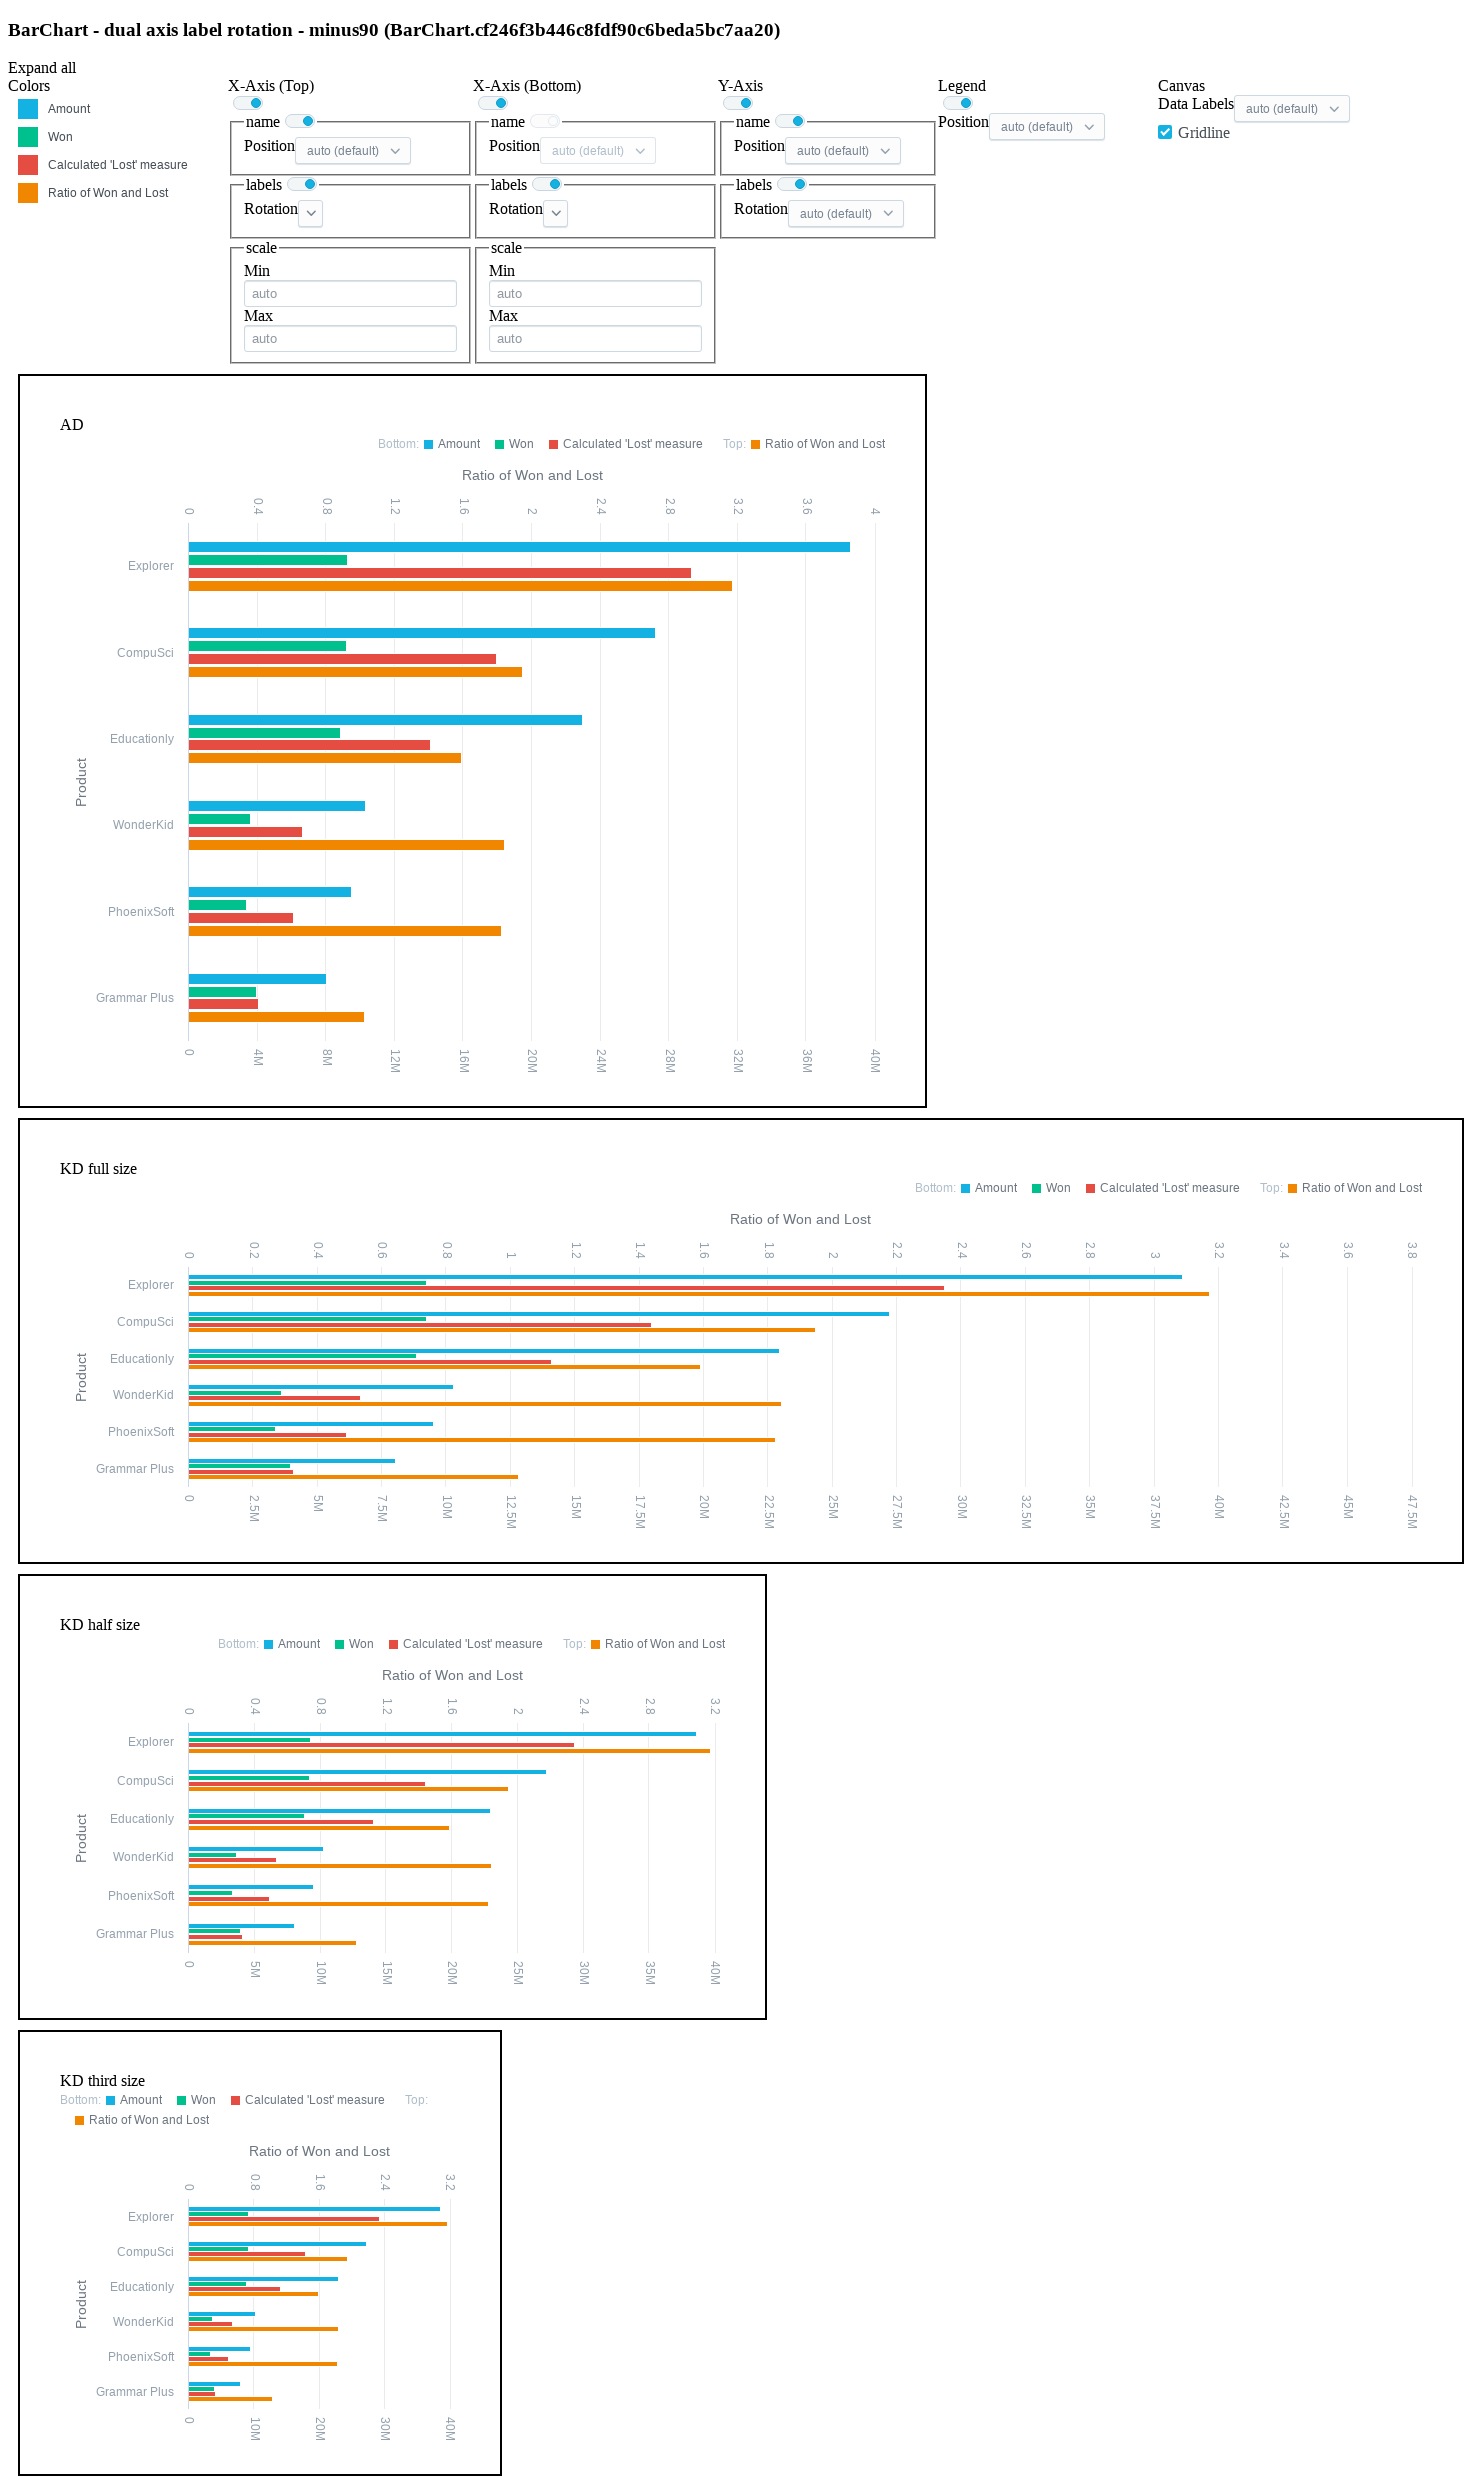 BarChart - dual axis label rotation - minus90 (BarChart.cf246f3b446c8fdf90c6beda5bc7aa20)
Expand all
Colors
Amount
Won
Calculated 'Lost' measure
Ratio of Won and Lost
X-Axis (Top)
name
Position auto (default)
labels
Rotation
scale
Min
auto
Max
auto
X-Axis (Bottom)
name
Position auto (default)
labels
Rotation
scale
Min
auto
Max
auto
Y-Axis
name
Position auto (default)
labels
Rotation auto (default)
Legend
Position auto (default)
Canvas
Data Labels auto (default)
Gridline
AD
Bottom: Amount Won Calculated 'Lost' measure Top: Ratio of Won and Lost
Ratio of Won and Lost
0 0.4 0.8 1.2 1.6 2 2.4 2.8 3.2 3.6 4
Product
Explorer
CompuSci
Educationly
WonderKid
PhoenixSoft
Grammar Plus
0 4M 8M 12M 16M 20M 24M 28M 32M 36M 40M
KD full size
Bottom: Amount Won Calculated 'Lost' measure Top: Ratio of Won and Lost
Ratio of Won and Lost
0 0.2 0.4 0.6 0.8 1 1.2 1.4 1.6 1.8 2 2.2 2.4 2.6 2.8 3 3.2 3.4 3.6 3.8
Product
Explorer
CompuSci
Educationly
WonderKid
PhoenixSoft
Grammar Plus
0 2.5M 5M 7.5M 10M 12.5M 15M 17.5M 20M 22.5M 25M 27.5M 30M 32.5M 35M 37.5M 40M 42.5M 45M 47.5M
KD half size
Bottom: Amount Won Calculated 'Lost' measure Top: Ratio of Won and Lost
Ratio of Won and Lost
0 0.4 0.8 1.2 1.6 2 2.4 2.8 3.2
Product
Explorer
CompuSci
Educationly
WonderKid
PhoenixSoft
Grammar Plus
0 5M 10M 15M 20M 25M 30M 35M 40M
KD third size
Bottom: Amount Won Calculated 'Lost' measure Top:
Ratio of Won and Lost
Ratio of Won and Lost
0 0.8 1.6 2.4 3.2
Product
Explorer
CompuSci
Educationly
WonderKid
PhoenixSoft
Grammar Plus
0 10M 20M 30M 40M